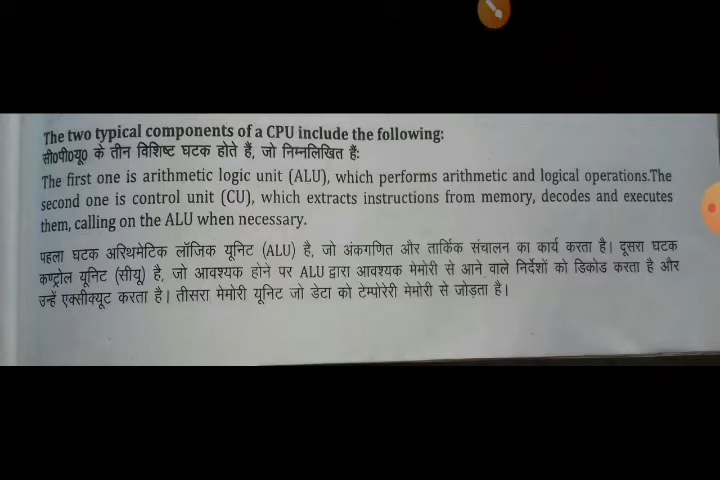 The two typical components of a CPU include the following:
सी०पी०यू० के तीन विशिष्ट घटक होते हैं, जो निम्नलिखित हैं:
The first one is arithmetic logic unit (ALU), which performs arithmetic and logical operations.The
second one is control unit (CU), which extracts instructions from memory, decodes and executes
them, calling on the ALU when necessary.
पहला घटक अरिथमेटिक लॉजिक यूनिट (ALU) है, जो अंकगणित और तार्किक संचालन का कार्य करता है। दूसरा घटक
कण्ट्रोल यूनिट (सीयू) है, जो आवश्यक होने पर ALU द्वारा आवश्यक मेमोरी से आने वाले निर्देशों को डिकोड करता है और
उन्हें एक्सीक्यूट करता है। तीसरा मेमोरी यूनिट जो डेटा को टेम्पोरेरी मेमोरी से जोड़ता है।